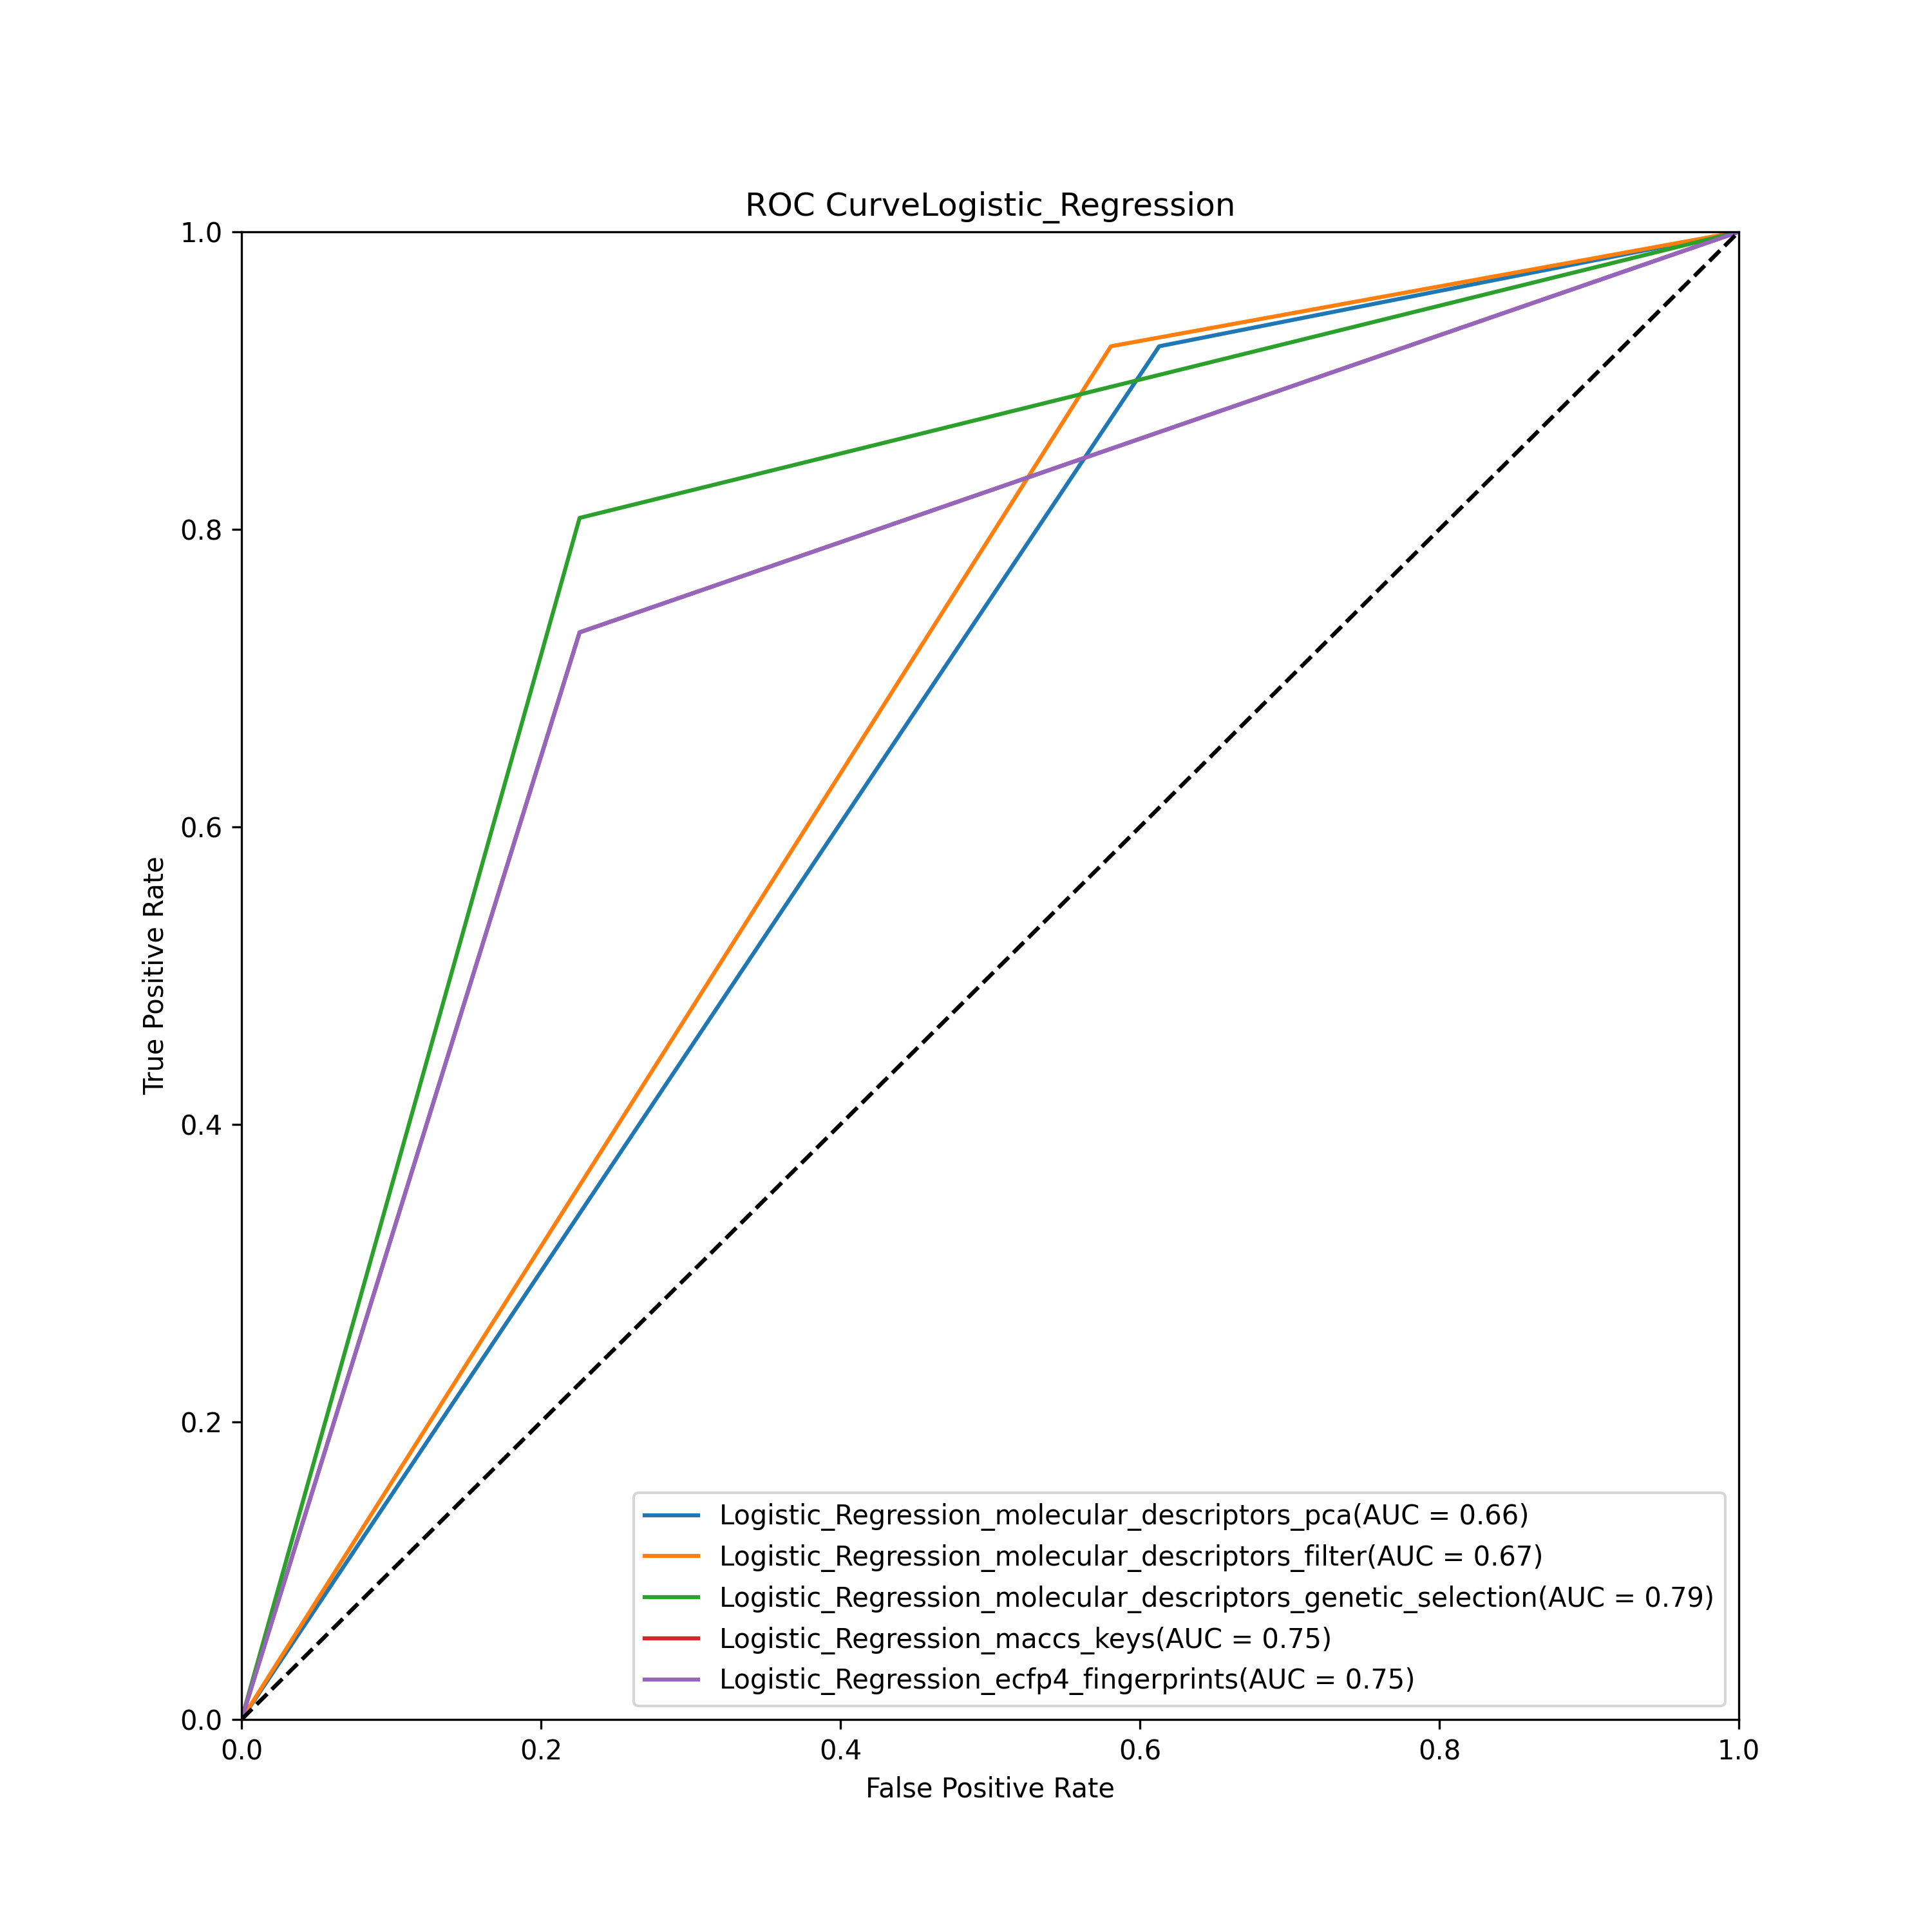 ROC CurveLogistic_Regression
1.0
0.8
0.6
0.4
0.2
0.0
True Positive Rate
Logistic_Regression_molecular_descriptors_pca(AUC = 0.66)
Logistic_Regression_molecular_descriptors_filter(AUC = 0.67)
Logistic_Regression_molecular_descriptors_genetic_selection(AUC = 0.79)
Logistic_Regression_maccs_keys(AUC = 0.75)
Logistic_Regression_ecfp4_fingerprints(AUC = 0.75)
0.0 0.2 0.4 0.6 0.8 1.0
False Positive Rate